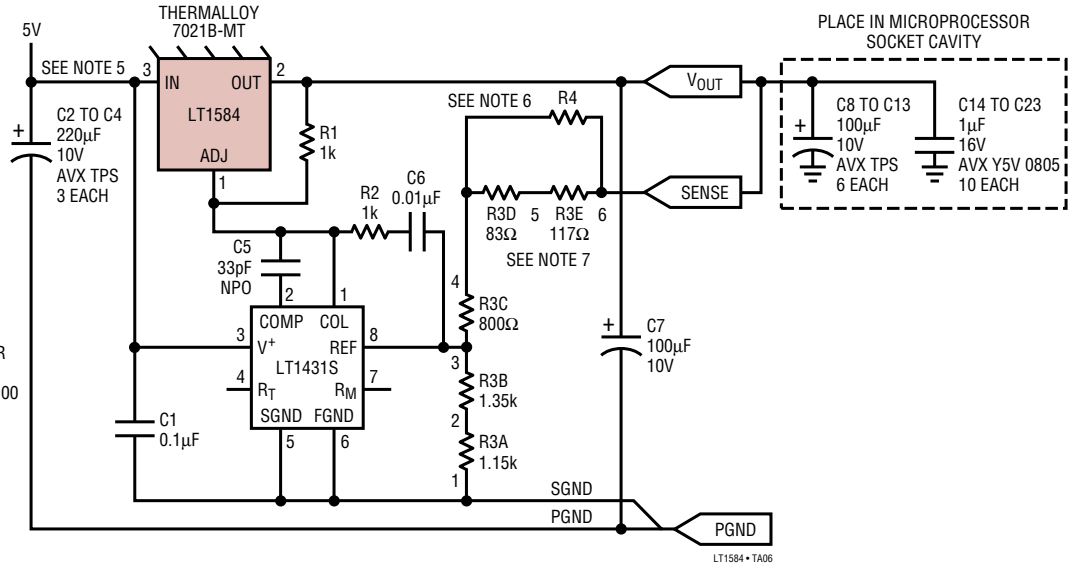 THERMALLOY
7021B-MT
5V
SEE NOTE 5
3
IN
OUT
2
LT1584
ADJ
1
+
C2 TO C4
220µF
10V
AVX TPS
3 EACH
R1
1k
R2
1k
C6
0.01µF
C5
33pF
NPO
2
1
COMP
COL
3
V+
8
REF
LT1431S
4
RT
RM
7
SGND
FGND
5
6
C1
0.1µF
R
00
SEE NOTE 6
R4
R3D
83Ω
5
R3E
117Ω
6
SEE NOTE 7
4
R3C
800Ω
3
R3B
1.35k
2
R3A
1.15k
1
+
C7
100µF
10V
VOUT
SENSE
PLACE IN MICROPROCESSOR
SOCKET CAVITY
+
C8 TO C13
100µF
10V
AVX TPS
6 EACH
C14 TO C23
1µF
16V
AVX Y5V 0805
10 EACH
SGND
PGND
PGND
LT1584 • TA06